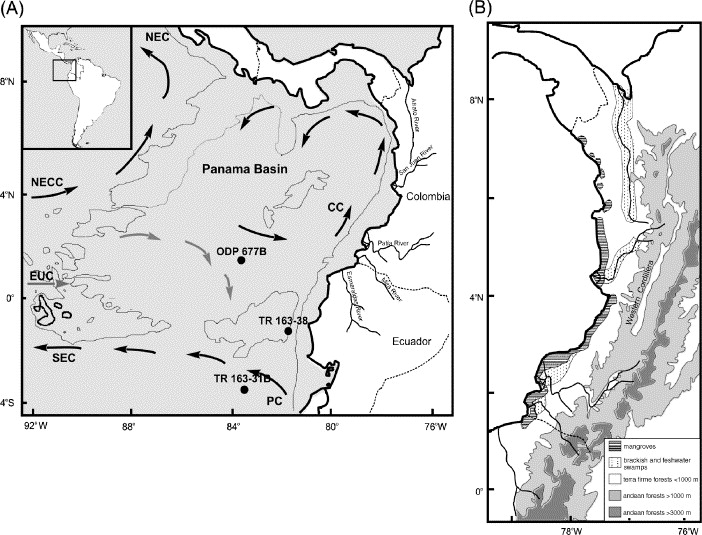 (A)
NEC
8°N
Atrato River
San Juan River
Panama Basin
NECC
4°N
Colombia
CC
ODP 677B
Patia River
EUC
Mira River
Esmeraldas River
0°
TR 163-38
Ecuador
SEC
TR 163-31B
PC
4°S
92°W
88°W
84°W
80°W
76°W
(B)
8°N
4°N
Western Cordillera
mangroves
brackish and feshwater
swamps
terra firme forests <1000 m
andean forests >1000 m
andean forests >3000 m
0°
78°W
76°W